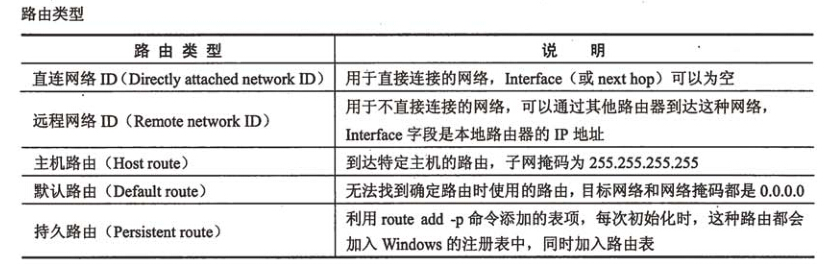 路由类型
路由类型 说 明
直连网络 ID（Directly attached network ID） 用于直接连接的网络，Interface（或 next hop）可以为空
远程网络 ID（Remote network ID） 用于不直接连接的网络，可以通过其他路由器到达这种网络，
Interface 字段是本地路由器的 IP 地址
主机路由（Host route） 到达特定主机的路由，子网掩码为 255.255.255.255
默认路由（Default route） 无法找到确定路由时使用的路由，目标网络和网络掩码都是 0.0.0.0
持久路由（Persistent route） 利用 route add -p 命令添加的表项，每次初始化时，这种路由都会
加入 Windows 的注册表中，同时加入路由表